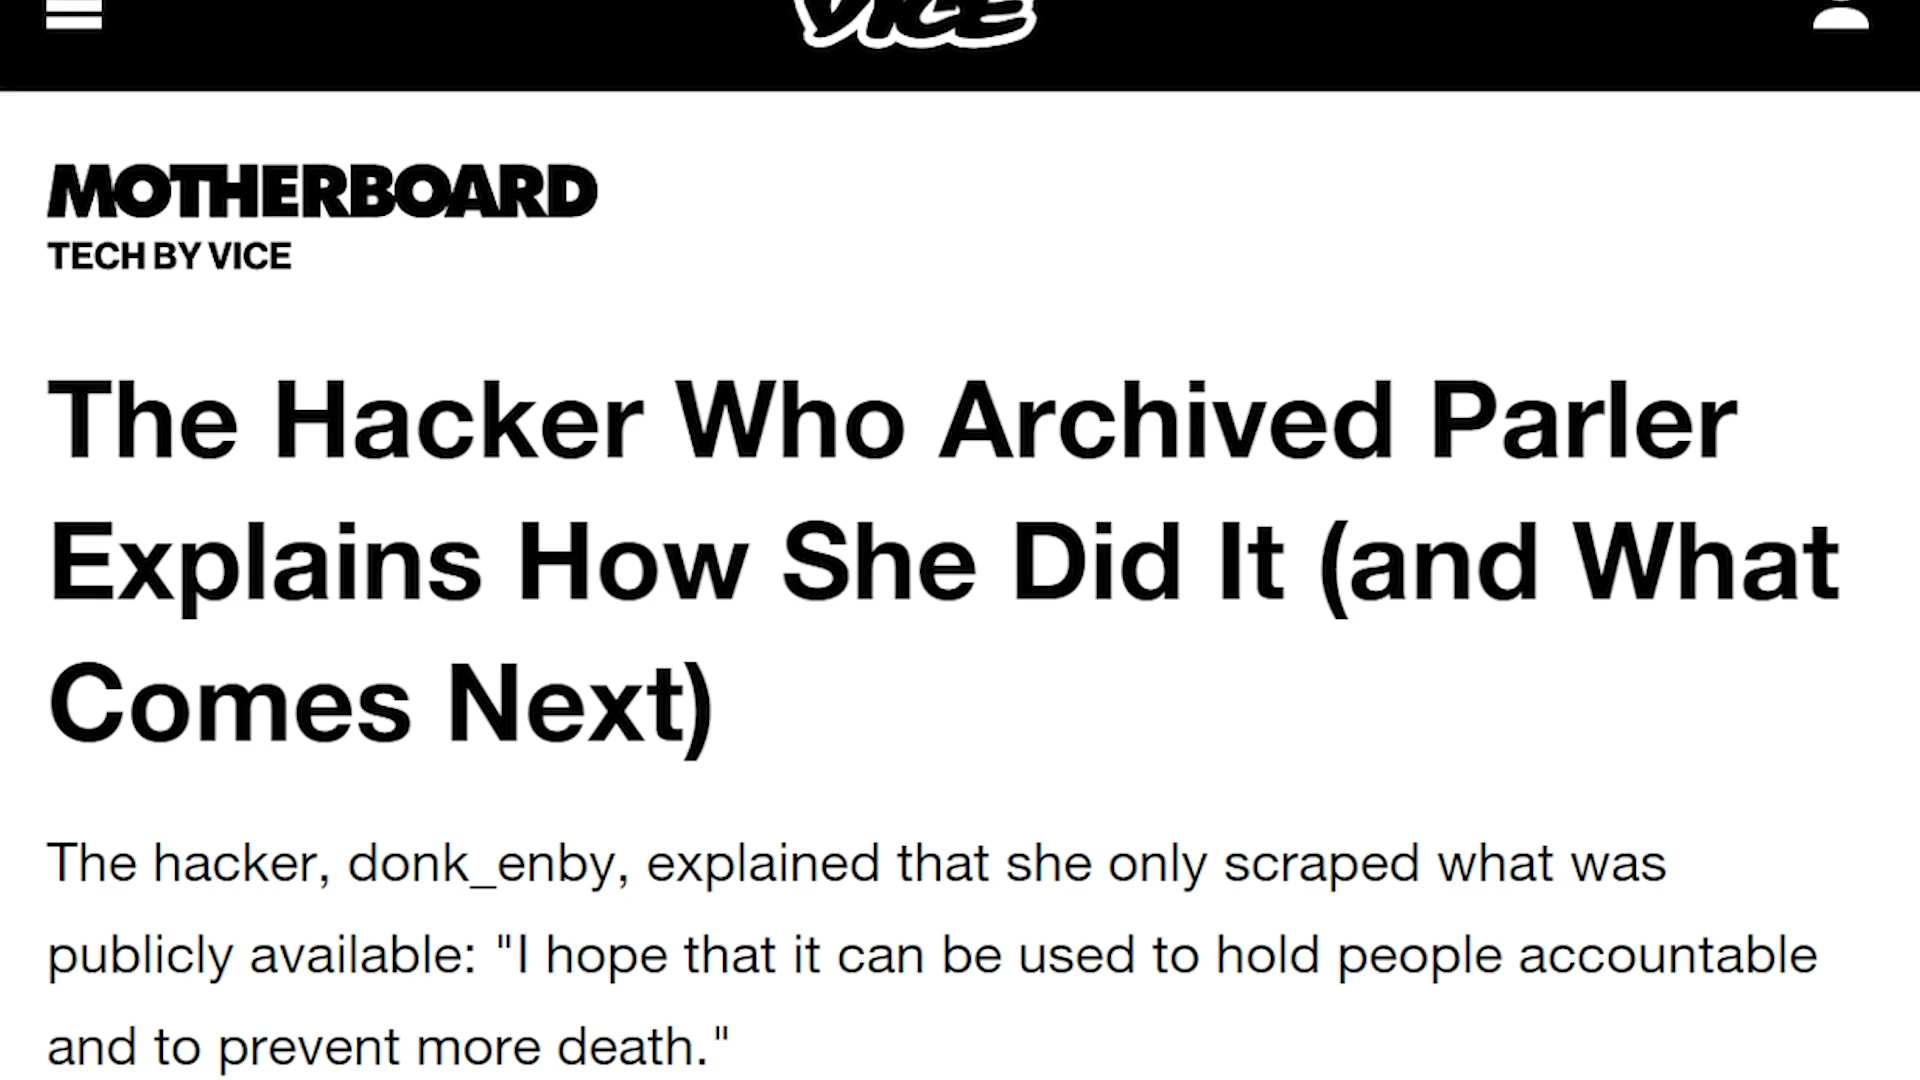 VICE
MOTHERBOARD
TECH BY VICE
The Hacker Who Archived Parler
Explains How She Did It (and What
Comes Next)
The hacker, donk_enby, explained that she only scraped what was
publicly available: "I hope that it can be used to hold people accountable
and to prevent more death."